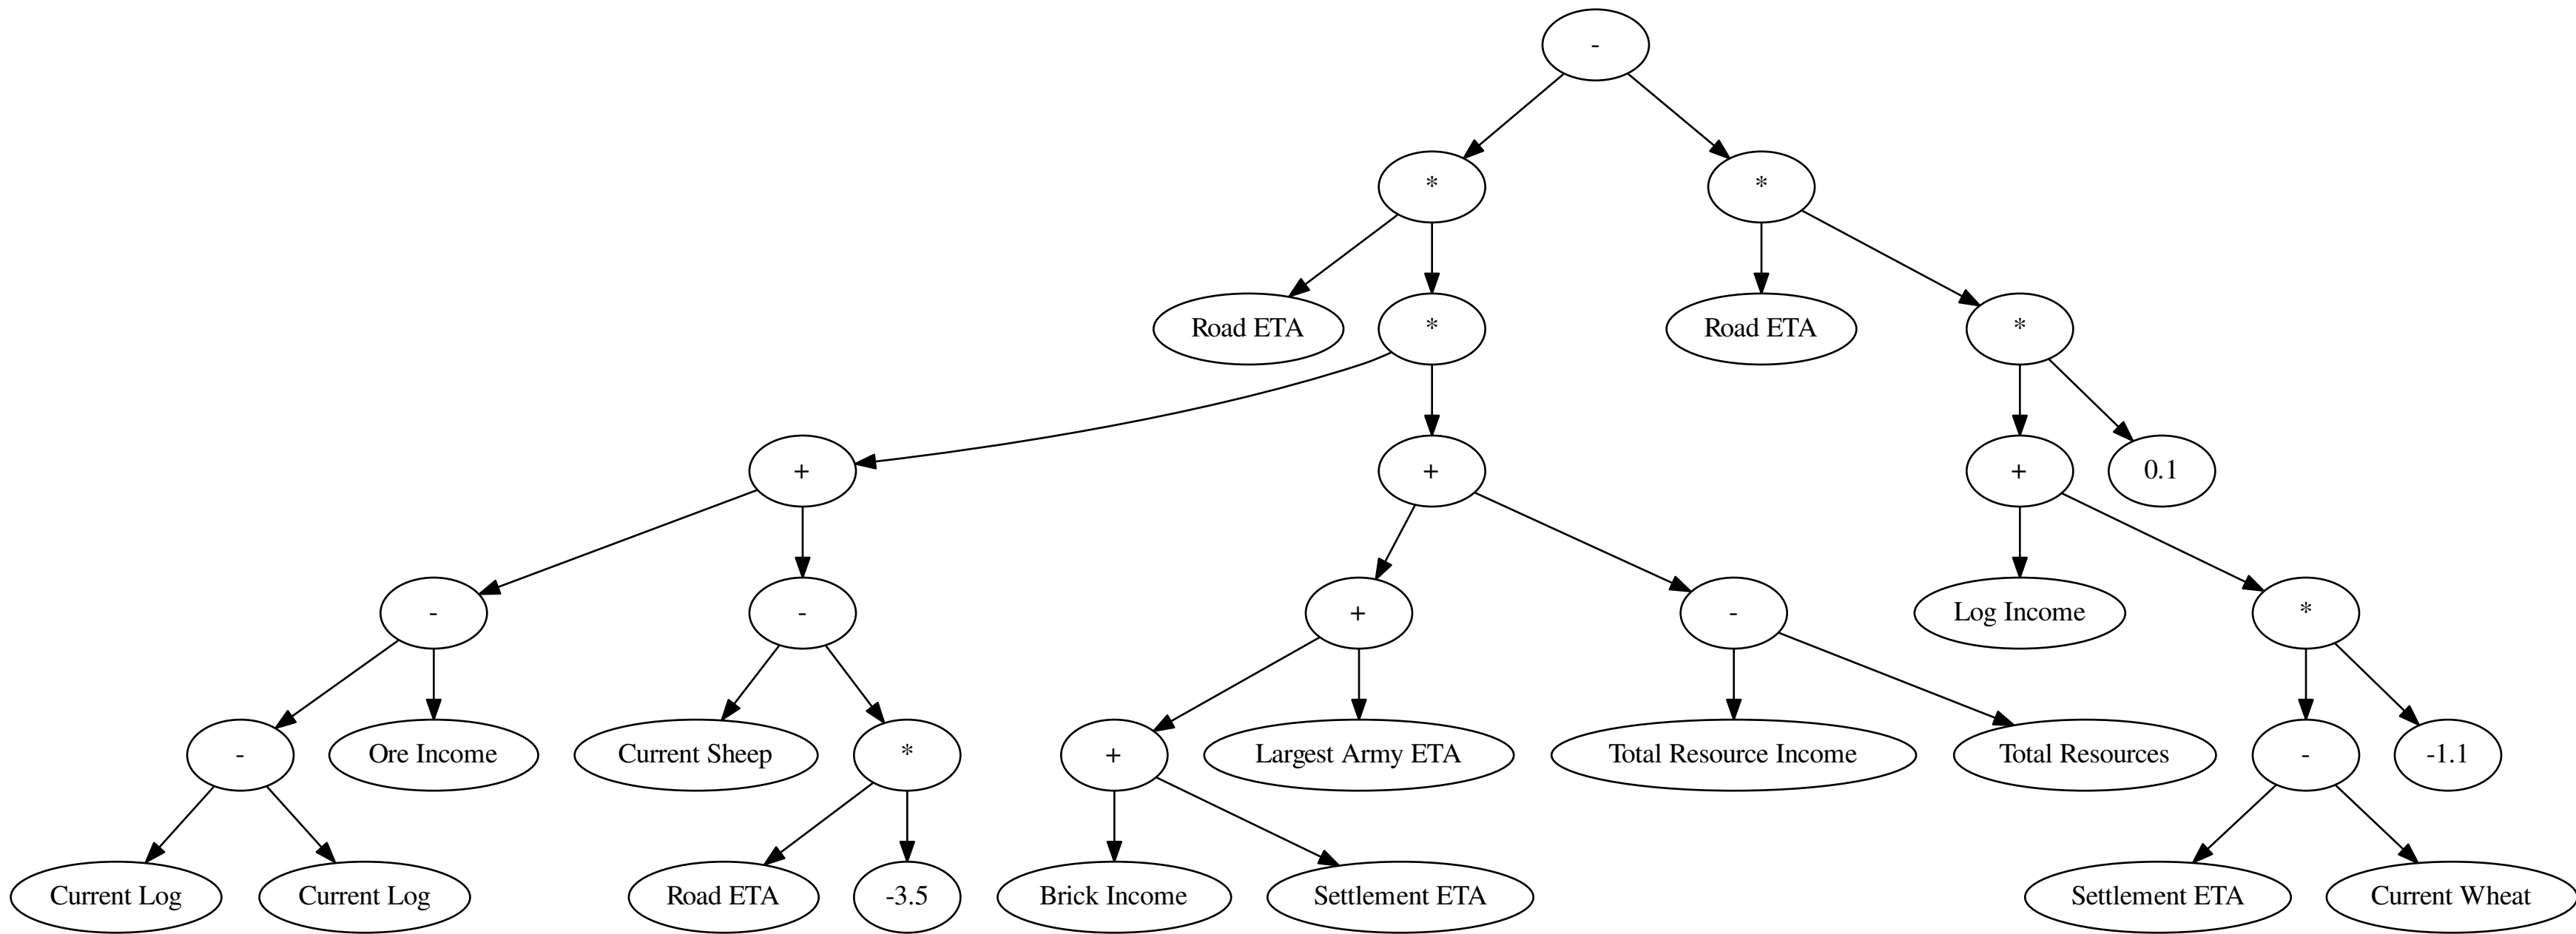 -
*
*
Road ETA
*
Road ETA
*
+
+
+
0.1
-
-
+
-
Log Income
*
-
Ore Income
Current Sheep
*
+
Largest Army ETA
Total Resource Income
Total Resources
-
-1.1
Current Log
Current Log
Road ETA
-3.5
Brick Income
Settlement ETA
Settlement ETA
Current Wheat